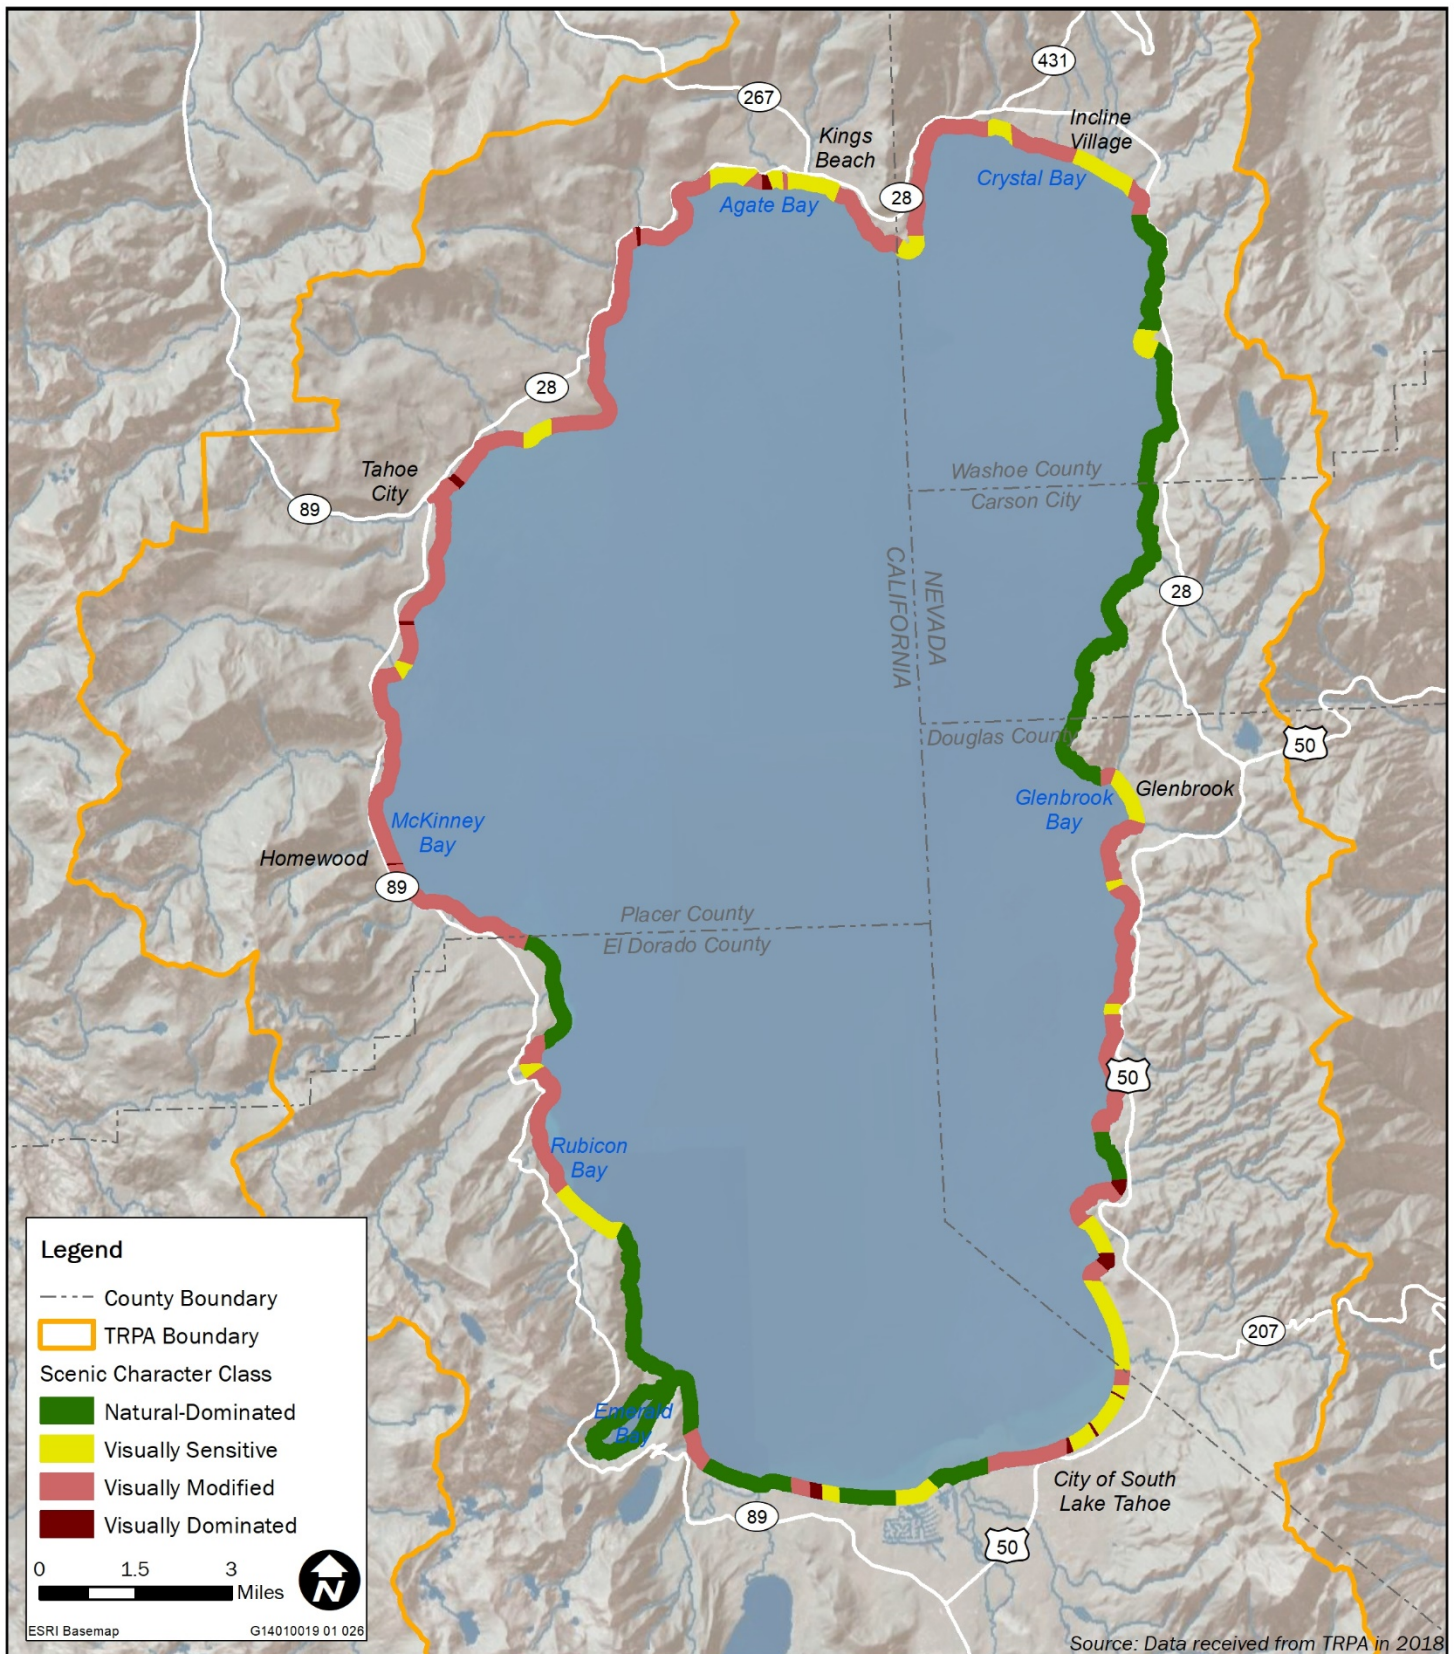 431
267
Incline
Village
Kings
Beach
Crystal Bay
28
Agate Bay
28
Tahoe
City
Washoe County
Carson City
89
CALIFORNIA
NEVADA
28
Douglas County
50
Glenbrook
Bay
Glenbrook
McKinney
Bay
Homewood
89
Placer County
El Dorado County
50
Rubicon
Bay
207
Emerald
Bay
City of South
Lake Tahoe
89
50
Legend
County Boundary
TRPA Boundary
Scenic Character Class
Natural-Dominated
Visually Sensitive
Visually Modified
Visually Dominated
0 1.5 3
Miles
N
ESRI Basemap G14010019 01 026
Source: Data received from TRPA in 2018